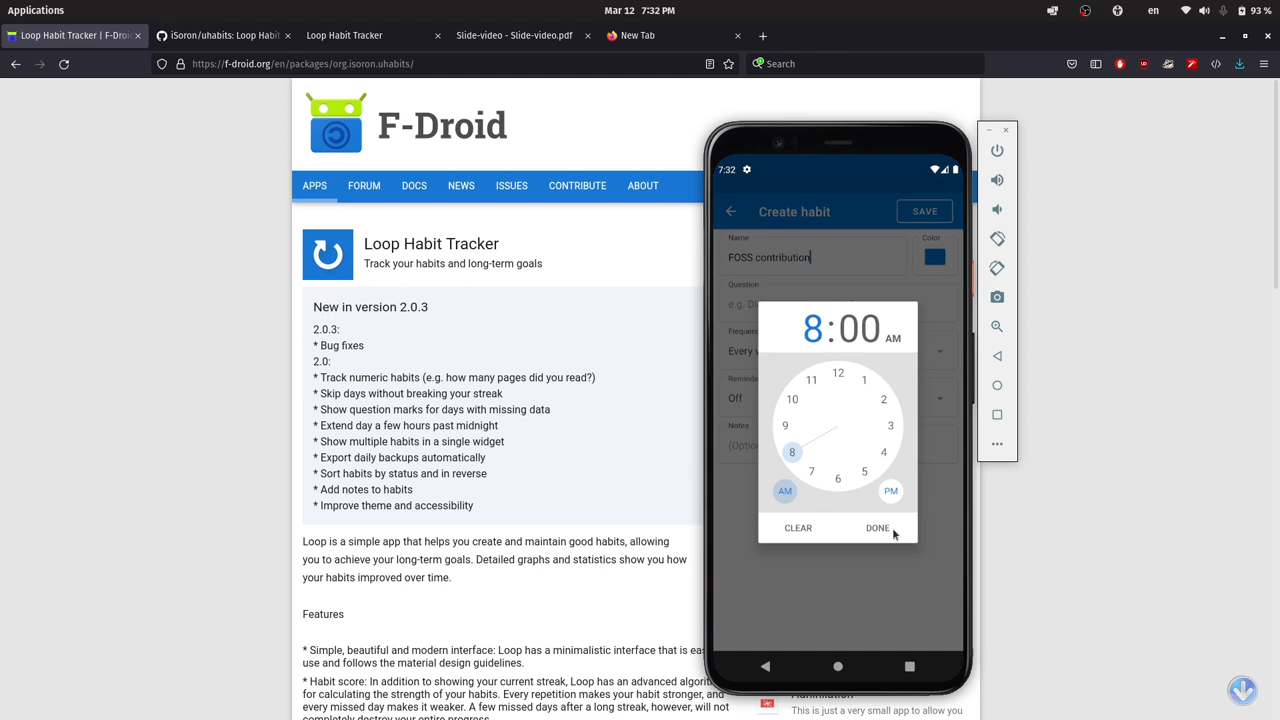 Applications
Mar 12 7:32 PM
en
93 %
Loop Habit Tracker | F-Droi
iSoron/uhabits: Loop Habit
Loop Habit Tracker
Slide-video - Slide-video.pdf
New Tab
https://f-droid.org/en/packages/org.isoron.uhabits/
Search
F-Droid
APPS
FORUM
DOCS
NEWS
ISSUES
CONTRIBUTE
ABOUT
Loop Habit Tracker
Track your habits and long-term goals
New in version 2.0.3
2.0.3:
* Bug fixes
2.0:
* Track numeric habits (e.g. how many pages did you read?)
* Skip days without breaking your streak
* Show question marks for days with missing data
* Extend day a few hours past midnight
* Show multiple habits in a single widget
* Export daily backups automatically
* Sort habits by status and in reverse
* Add notes to habits
* Improve theme and accessibility
Loop is a simple app that helps you create and maintain good habits, allowing
you to achieve your long-term goals. Detailed graphs and statistics show you how
your habits improved over time.
Features
* Simple, beautiful and modern interface: Loop has a minimalistic interface that is eas
use and follows the material design guidelines.
* Habit score: In addition to showing your current streak, Loop has an advanced algorit
for calculating the strength of your habits. Every repetition makes your habit stronger, and
every missed day makes it weaker. A few missed days after a long streak, however, will not
completely destroy your entire progress.
7:32
Create habit
SAVE
Name
FOSS contribution
Color
Question
e.g. Di
Frequen
Every
Remind
Off
Notes
(Optio
8:00 AM
12
11
1
10
2
9
3
8
4
7
5
6
AM
PM
CLEAR
DONE
This is just a very small app to allow you